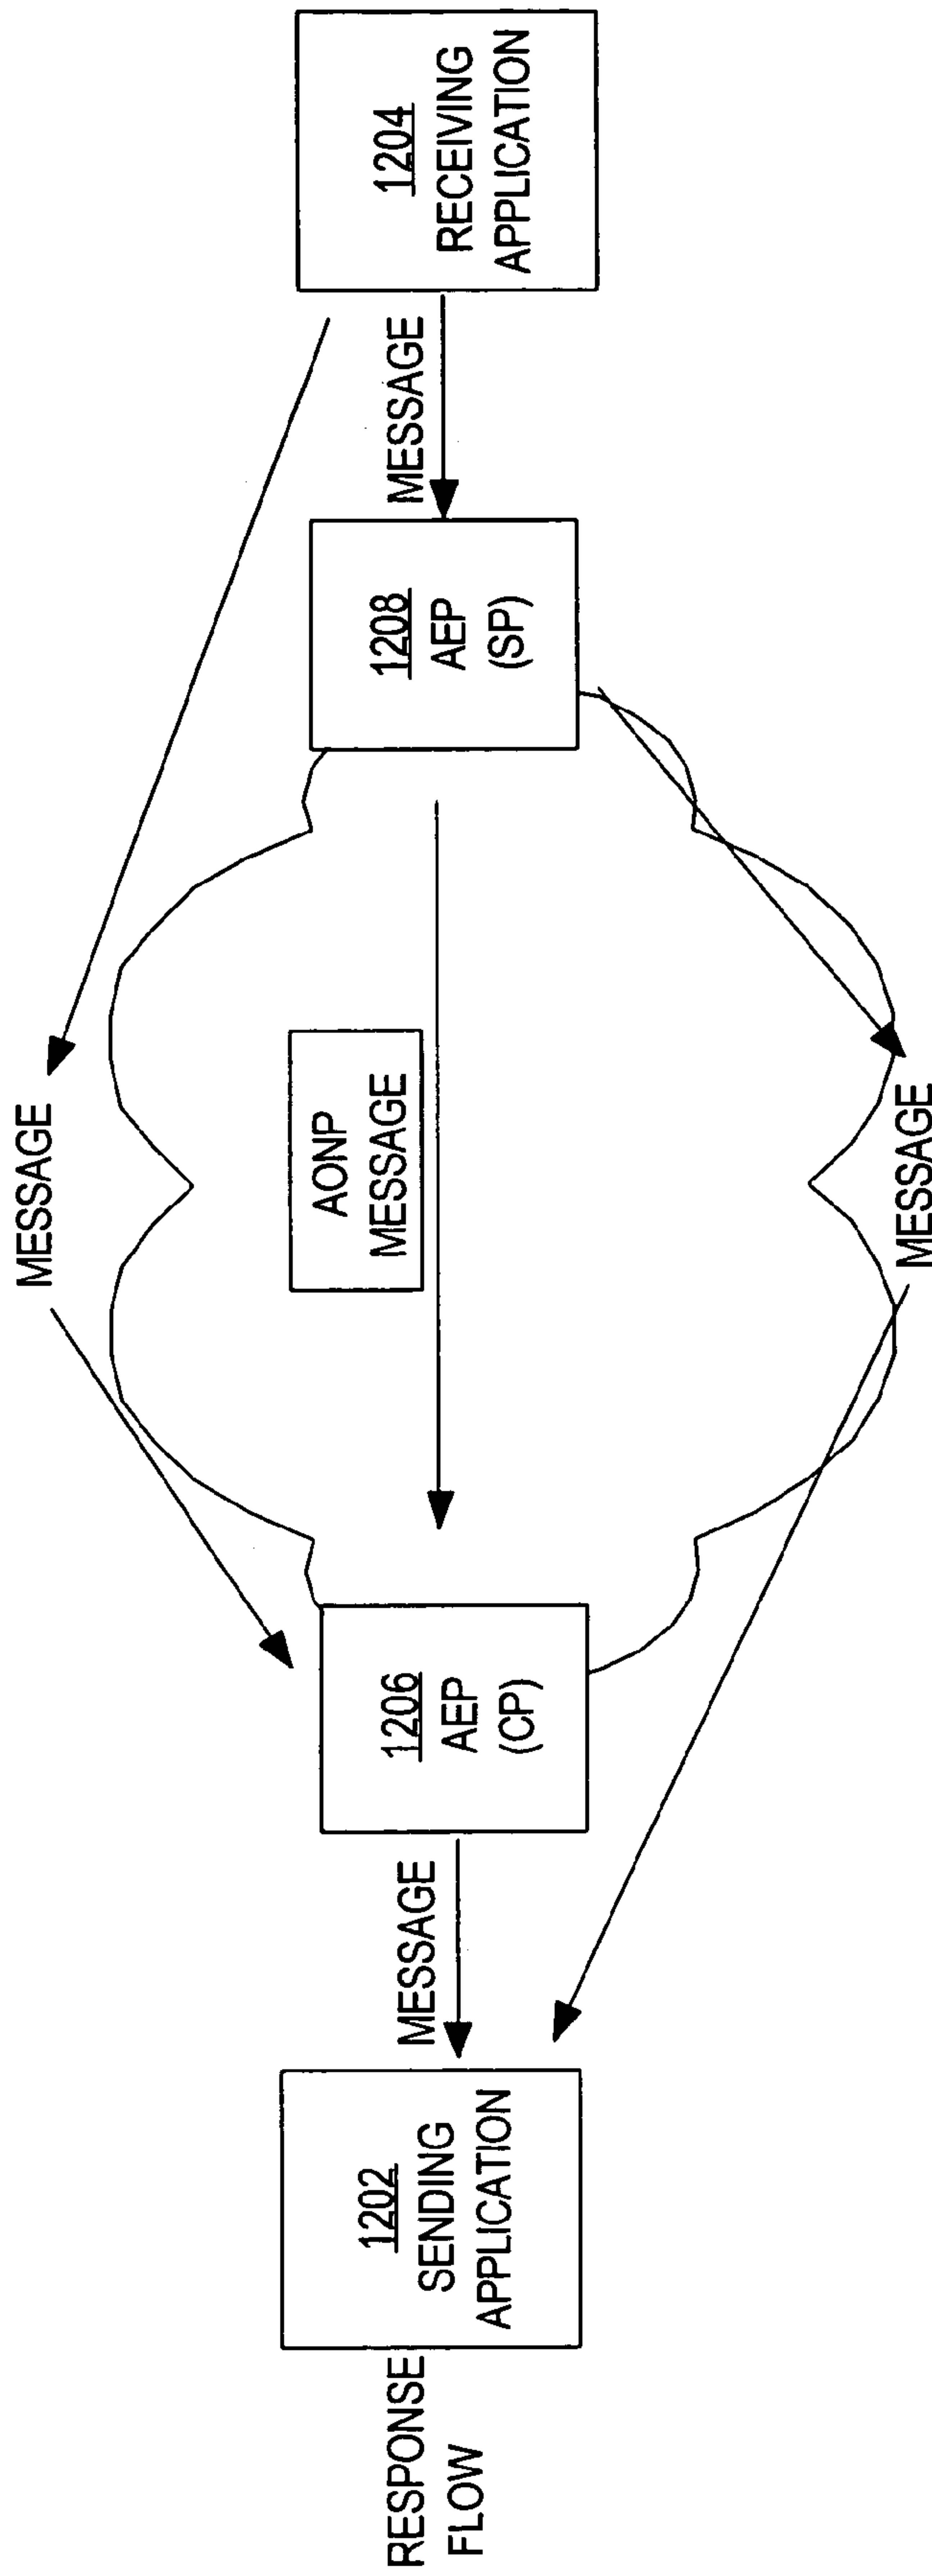 MESSAGE
1204
RECEIVING
APPLICATION
MESSAGE
1208
AEP
(SP)
AONP
MESSAGE
1206
AEP
(CP)
MESSAGE
1202
SENDING
APPLICATION
RESPONSE
FLOW
MESSAGE